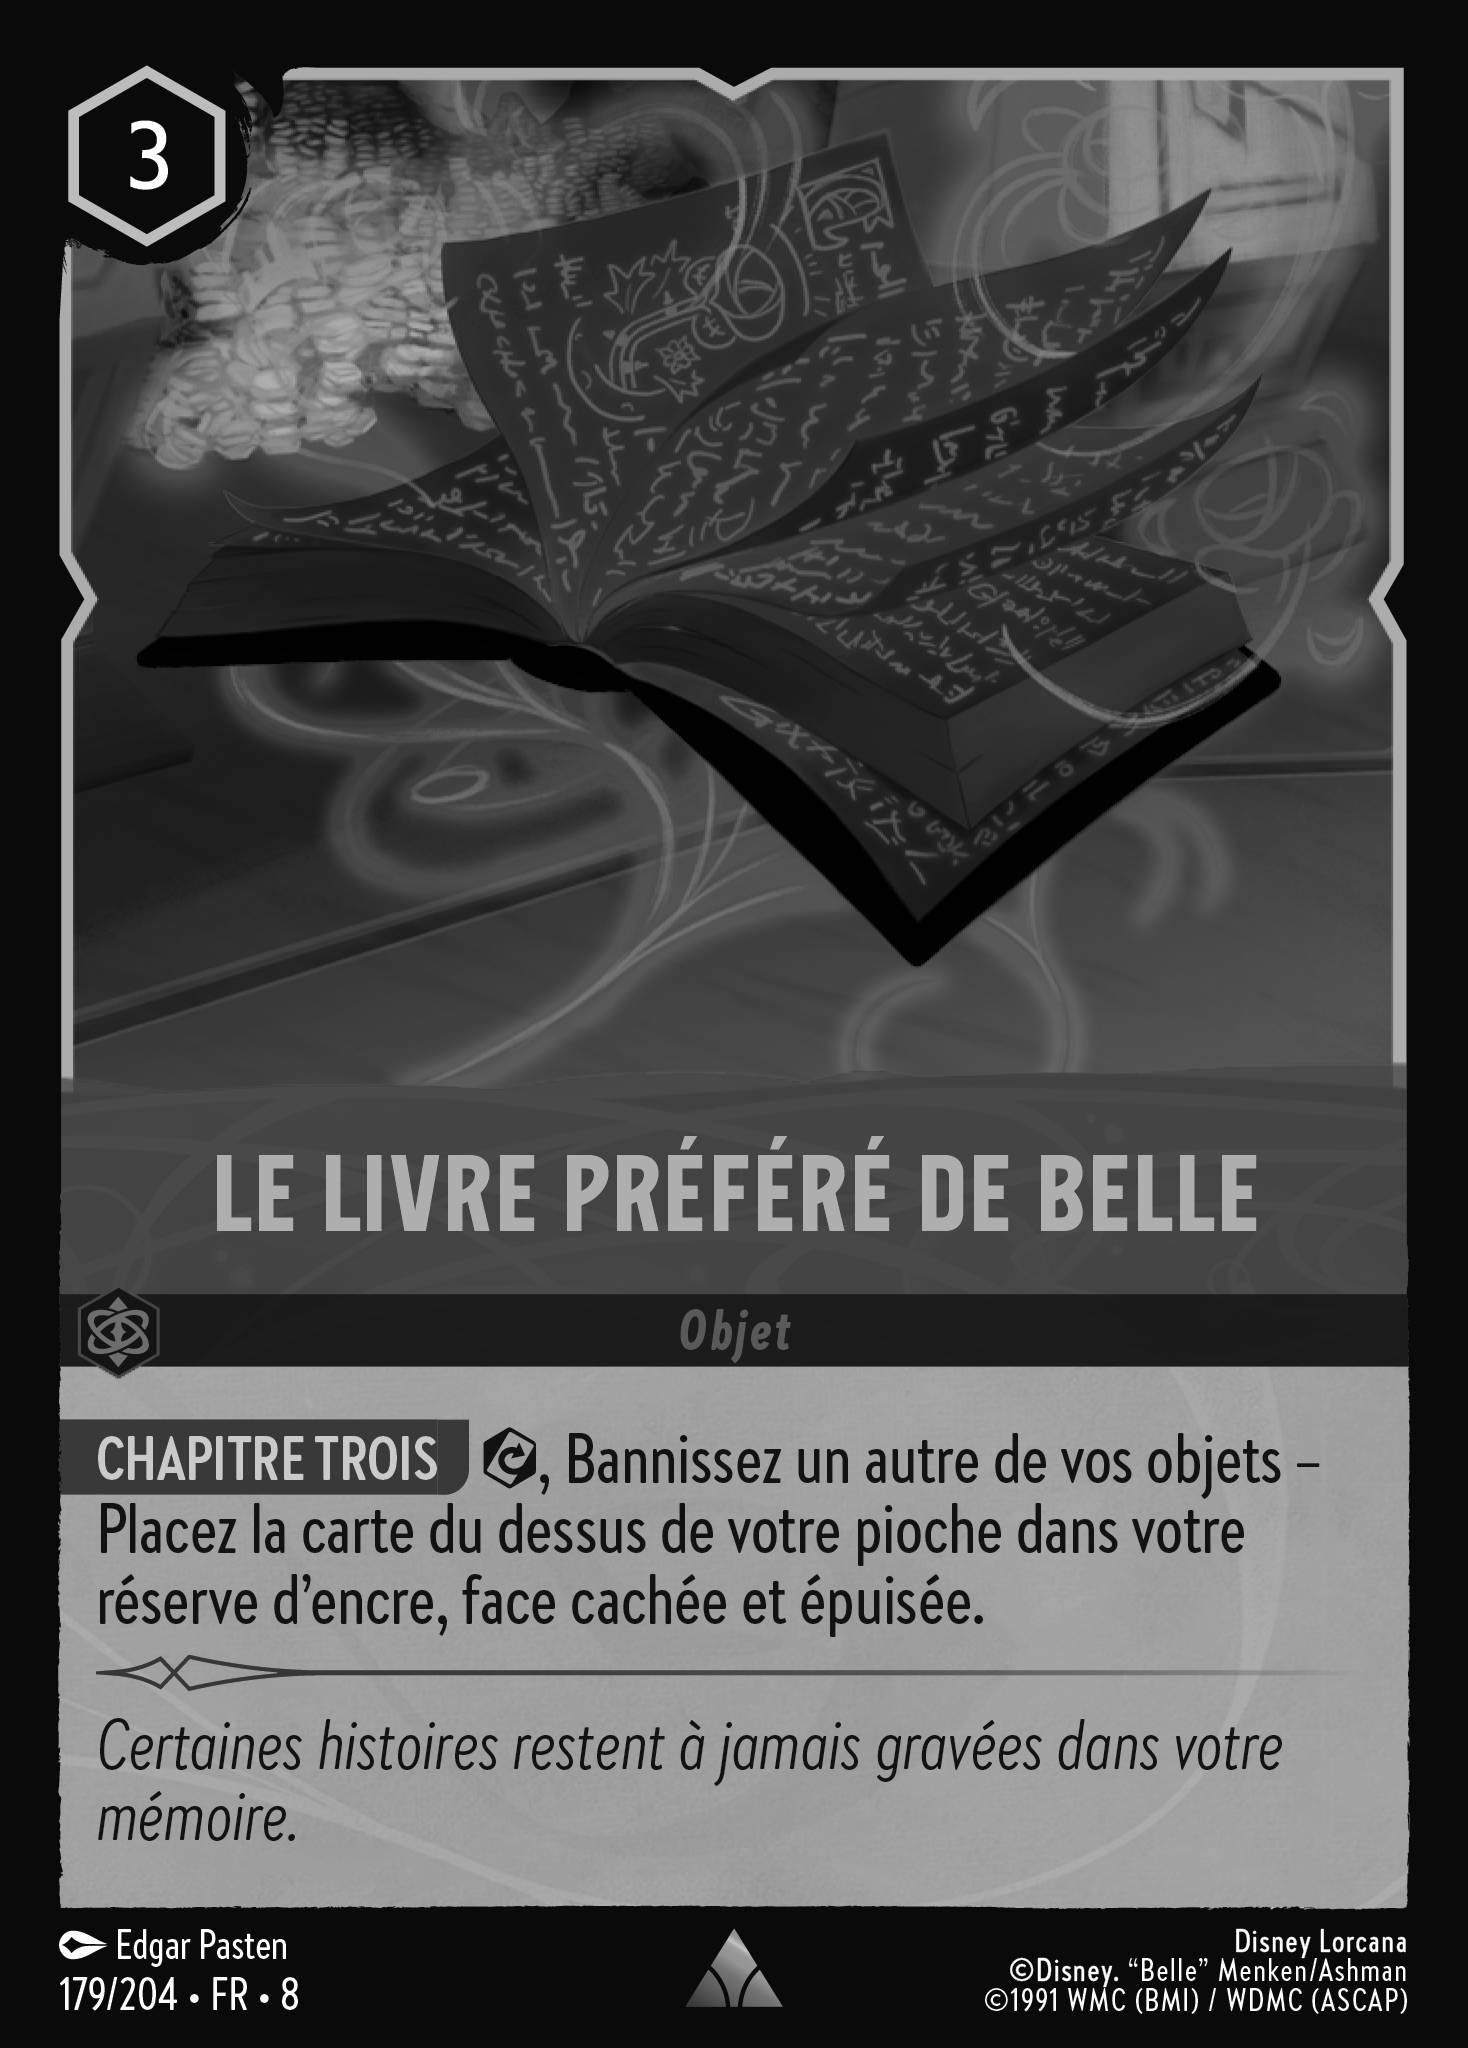 3
LE LIVRE PRÉFÉRÉ DE BELLE
Objet
CHAPITRE TROIS , Bannissez un autre de vos objets –
Placez la carte du dessus de votre pioche dans votre
réserve d’encre, face cachée et épuisée.
Certaines histoires restent à jamais gravées dans votre
mémoire.
Edgar Pasten
179/204 • FR • 8
Disney Lorcana
©Disney. “Belle” Menken/Ashman
©1991 WMC (BMI) / WDMC (ASCAP)